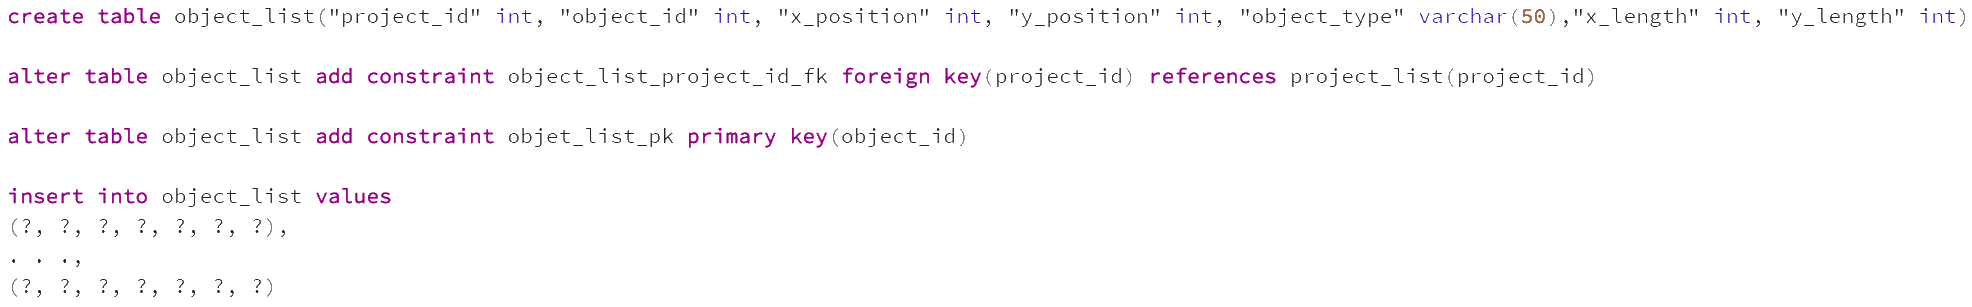 create table object_list("project_id" int, "object_id" int, "x_position" int, "y_position" int, "object_type" varchar(50),"x_length" int, "y_length" int)
alter table object_list add constraint object_list_project_id_fk foreign key(project_id) references project_list(project_id)
alter table object_list add constraint objet_list_pk primary key(object_id)
insert into object_list values
(?, ?, ?, ?, ?, ?, ?),
. . .,
(?, ?, ?, ?, ?, ?, ?)